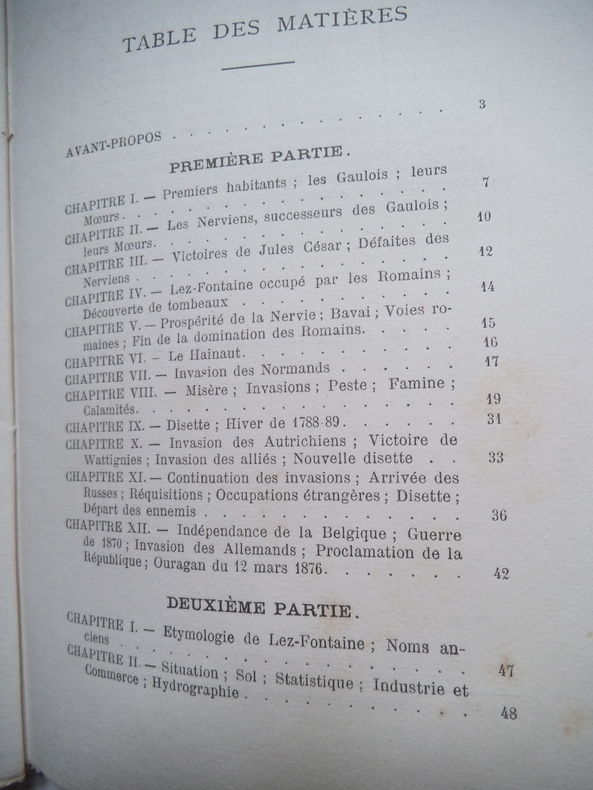 TABLE DES MATIÈRES
AVANT-PROPOS . . . . . . . . . . . . . . 3
PREMIÈRE PARTIE.
CHAPITRE I. — Premiers habitants ; les Gaulois ; leurs
Mœurs. . . . . . . . . . . . . . . 7
CHAPITRE II. — Les Nerviens, successeurs des Gaulois ;
leurs Mœurs. . . . . . . . . . . . . 10
CHAPITRE III. — Victoires de Jules César ; Défaites des
Nerviens . . . . . . . . . . . . . . 12
CHAPITRE IV. — Lez-Fontaine occupé par les Romains ;
Découverte de tombeaux . . . . . . . . . 14
CHAPITRE V. — Prospérité de la Nervie ; Bavai ; Voies ro-
maines ; Fin de la domination des Romains. . . . . 15
CHAPITRE VI. — Le Hainaut. . . . . . . . . . 16
CHAPITRE VII. — Invasion des Normands . . . . . . 17
CHAPITRE VIII. — Misère ; Invasions ; Peste ; Famine ;
Calamités. . . . . . . . . . . . . . 19
CHAPITRE IX. — Disette ; Hiver de 1788-89. . . . . . 31
CHAPITRE X. — Invasion des Autrichiens ; Victoire de
Wattignies ; Invasion des alliés ; Nouvelle disette . . 33
CHAPITRE XI. — Continuation des invasions ; Arrivée des
Russes ; Réquisitions ; Occupations étrangères ; Disette ;
Départ des ennemis . . . . . . . . . . . 36
CHAPITRE XII. — Indépendance de la Belgique ; Guerre
de 1870 ; Invasion des Allemands ; Proclamation de la
République ; Ouragan du 12 mars 1876. . . . . . . 42
DEUXIÈME PARTIE.
CHAPITRE I. — Etymologie de Lez-Fontaine ; Noms an-
ciens . . . . . . . . . . . . . . . 47
CHAPITRE II. — Situation ; Sol ; Statistique ; Industrie et
Commerce ; Hydrographie . . . . . . . . . 48